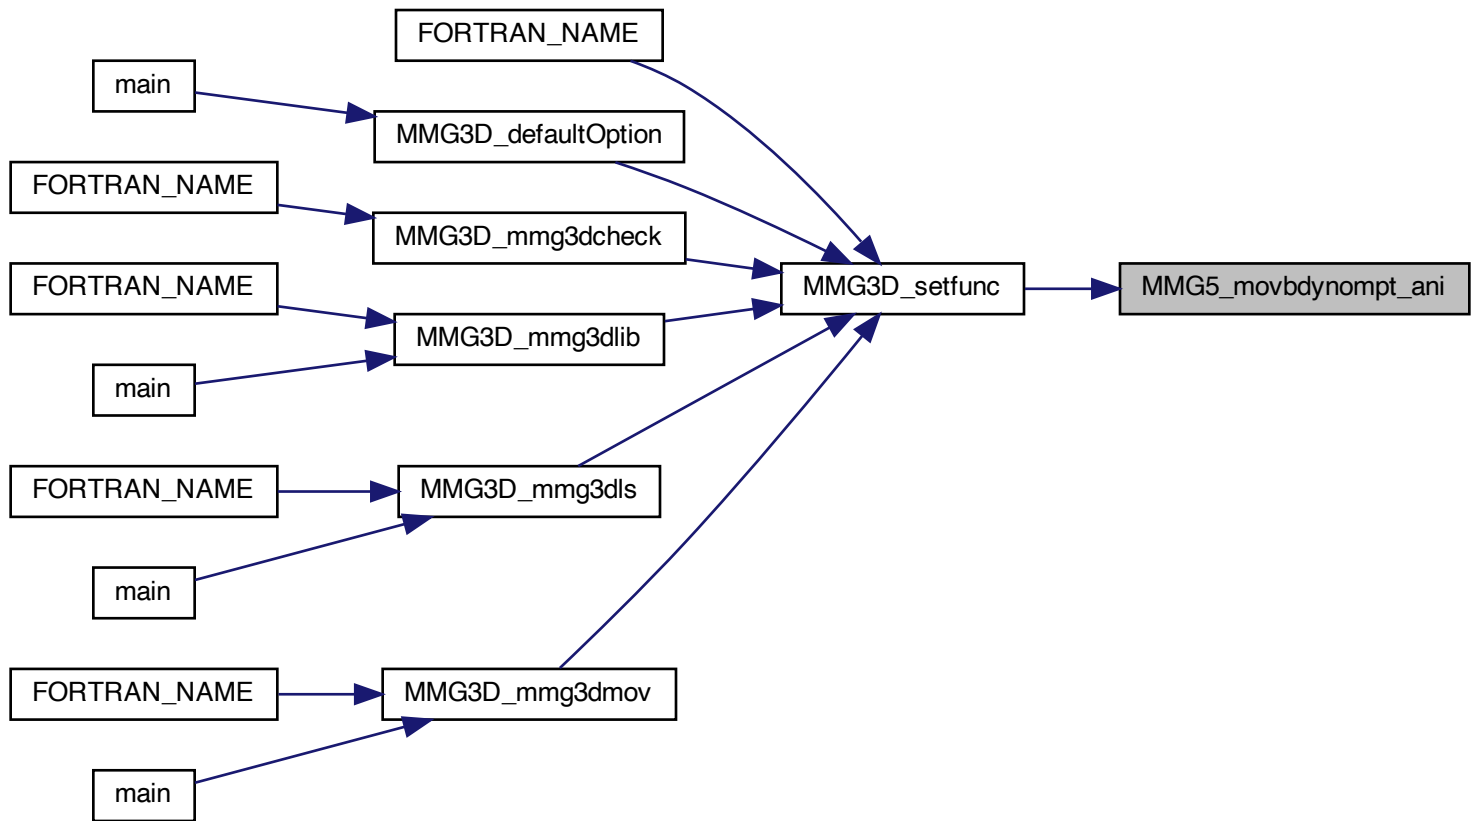 FORTRAN_NAME
main
MMG3D_defaultOption
FORTRAN_NAME
MMG3D_mmg3dcheck
FORTRAN_NAME
MMG3D_setfunc
MMG5_movbdynompt_ani
MMG3D_mmg3dlib
main
FORTRAN_NAME
MMG3D_mmg3dls
main
FORTRAN_NAME
MMG3D_mmg3dmov
main